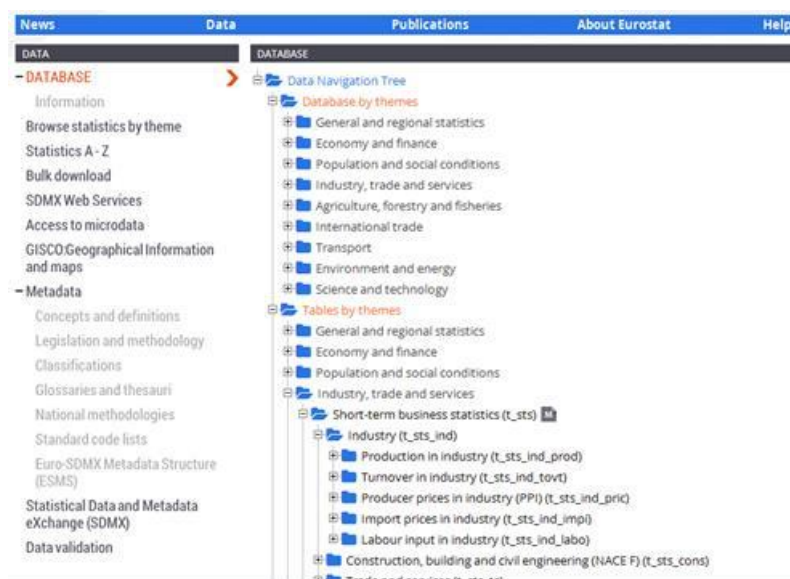 News Data Publications About Eurostat Help
DATA
DATABASE
Information
Browse statistics by theme
Statistics A - Z
Bulk download
SDMX Web Services
Access to microdata
GISCO:Geographical Information
and maps
Metadata
Concepts and definitions
Legislation and methodology
Classifications
Glossaries and thesauri
National methodologies
Standard code lists
Euro-SDMX Metadata Structure
(ESMS)
Statistical Data and Metadata
eXchange (SDMX)
Data validation
DATABASE
Data Navigation Tree
Database by themes
General and regional statistics
Economy and finance
Population and social conditions
Industry, trade and services
Agriculture, forestry and fisheries
International trade
Transport
Environment and energy
Science and technology
Tables by themes
General and regional statistics
Economy and finance
Population and social conditions
Industry, trade and services
Short-term business statistics (t_sts) M
Industry (t_sts_ind)
Production in industry (t_sts_ind_prod)
Turnover in industry (t_sts_ind_tovt)
Producer prices in industry (PPI) (t_sts_ind_pric)
Import prices in industry (t_sts_ind_impi)
Labour input in industry (t_sts_ind_labo)
Construction, building and civil engineering (NACE F) (t_sts_cons)